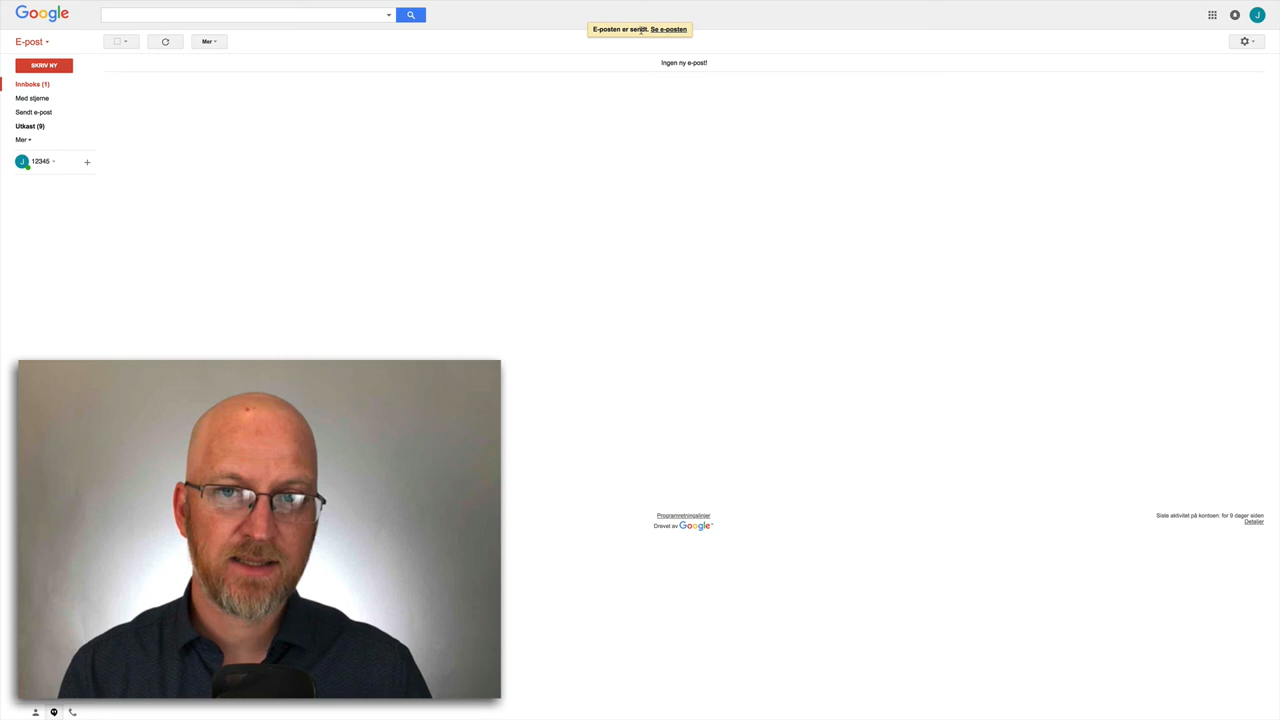 Google
E-posten er sendt. Se e-posten
J
E-post
Mer
Ingen ny e-post!
SKRIV NY
Innboks (1)
Med stjerne
Sendt e-post
Utkast (9)
Mer
J 12345
Programretningslinjer
Drevet av Google™
Siste aktivitet på kontoen: for 9 dager siden
Detaljer